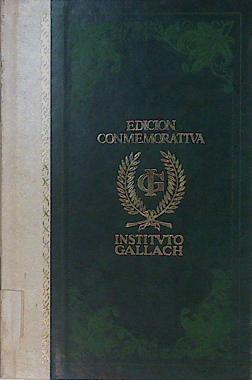 EDICION
CONMEMORATIVA
IG
INSTITVTO
GALLACH